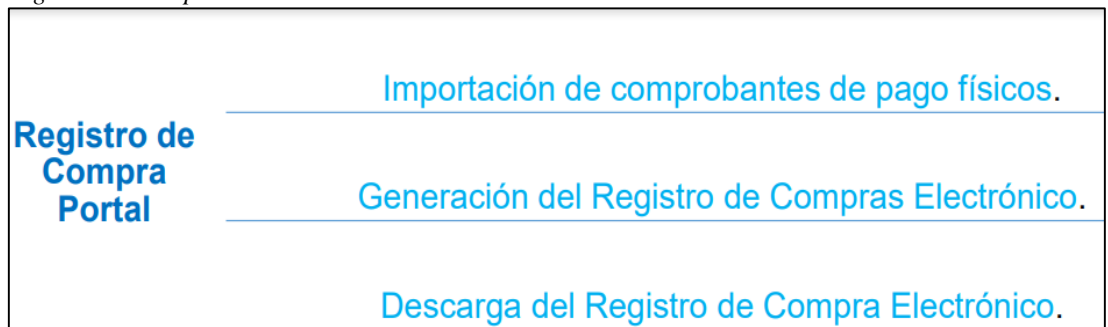 Registro de
Compra
Portal
Importación de comprobantes de pago físicos.
Generación del Registro de Compras Electrónico.
Descarga del Registro de Compra Electrónico.